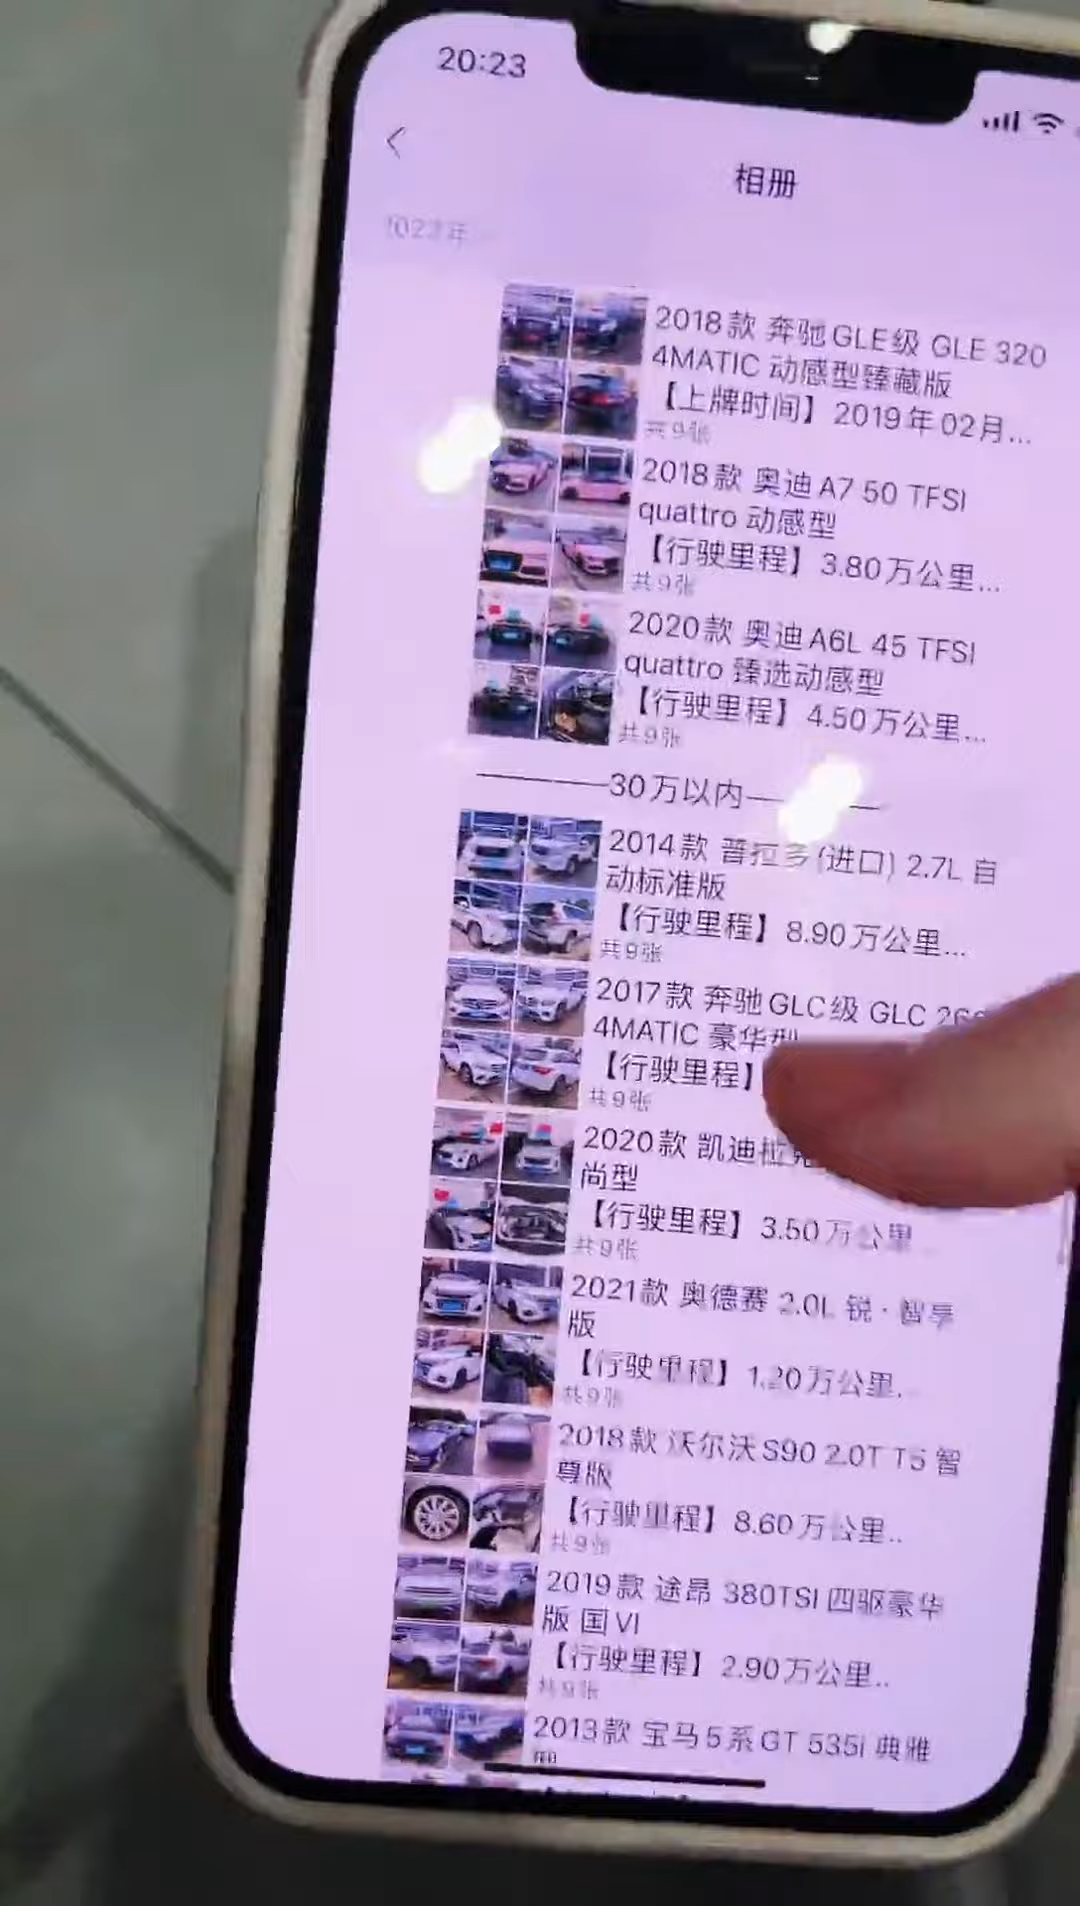 20:23
相册
2018款 奔驰GLE级 GLE 320
4MATIC 动感型臻藏版
【上牌时间】2019年02月...
共9张
2018款 奥迪A7 50 TFSI
quattro 动感型
【行驶里程】3.80万公里...
共9张
2020款 奥迪A6L 45 TFSI
quattro 臻选动感型
【行驶里程】4.50万公里...
共9张
30万以内
2014款 普拉多(进口) 2.7L 自
动标准版
【行驶里程】8.90万公里...
共9张
2017款 奔驰GLC级 GLC
4MATIC 豪华型
【行驶里程】
共9张
2020款 凯迪拉克
尚型
【行驶里程】3.50万公里
共9张
2021款 奥德赛 2.0L 锐·智享
版
【行驶里程】1.20万公里..
共9张
2018款 沃尔沃S90 2.0T T5 智
尊版
【行驶里程】8.60万公里..
共9张
2019款 途昂 380TSI 四驱豪华
版 国VI
【行驶里程】2.90万公里..
共9张
2013款 宝马5系GT 535i 典雅